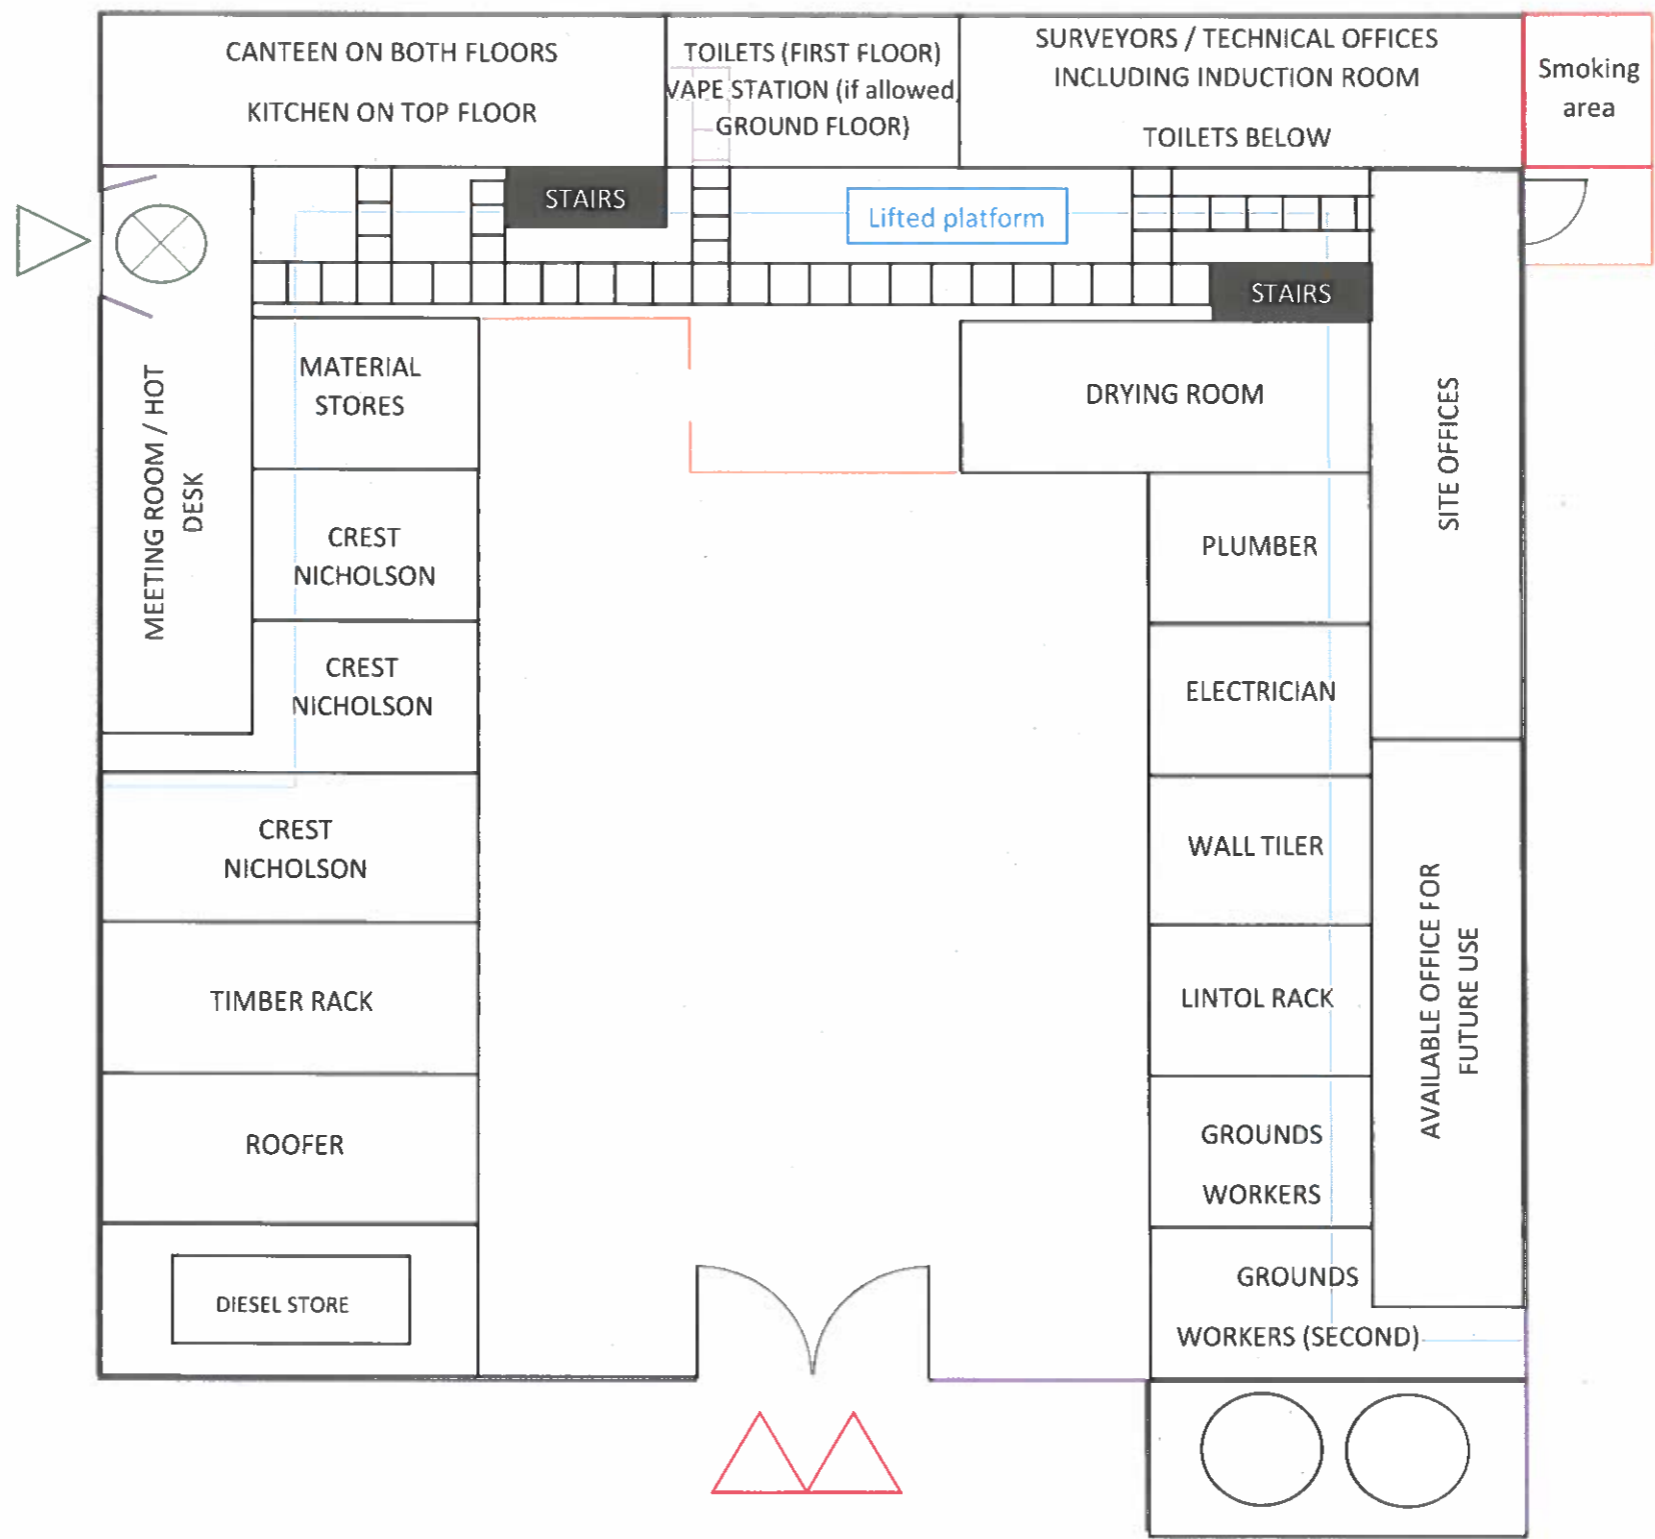 CANTEEN ON BOTH FLOORS
KITCHEN ON TOP FLOOR
TOILETS (FIRST FLOOR)
VAPE STATION (if allowed,
GROUND FLOOR)
SURVEYORS / TECHNICAL OFFICES
INCLUDING INDUCTION ROOM
TOILETS BELOW
Smoking
area
STAIRS
Lifted platform
STAIRS
MEETING ROOM / HOT
DESK
MATERIAL
STORES
CREST
NICHOLSON
CREST
NICHOLSON
CREST
NICHOLSON
TIMBER RACK
ROOFER
DIESEL STORE
DRYING ROOM
PLUMBER
ELECTRICIAN
WALL TILER
LINTOL RACK
GROUNDS
WORKERS
GROUNDS
WORKERS (SECOND)
SITE OFFICES
AVAILABLE OFFICE FOR
FUTURE USE